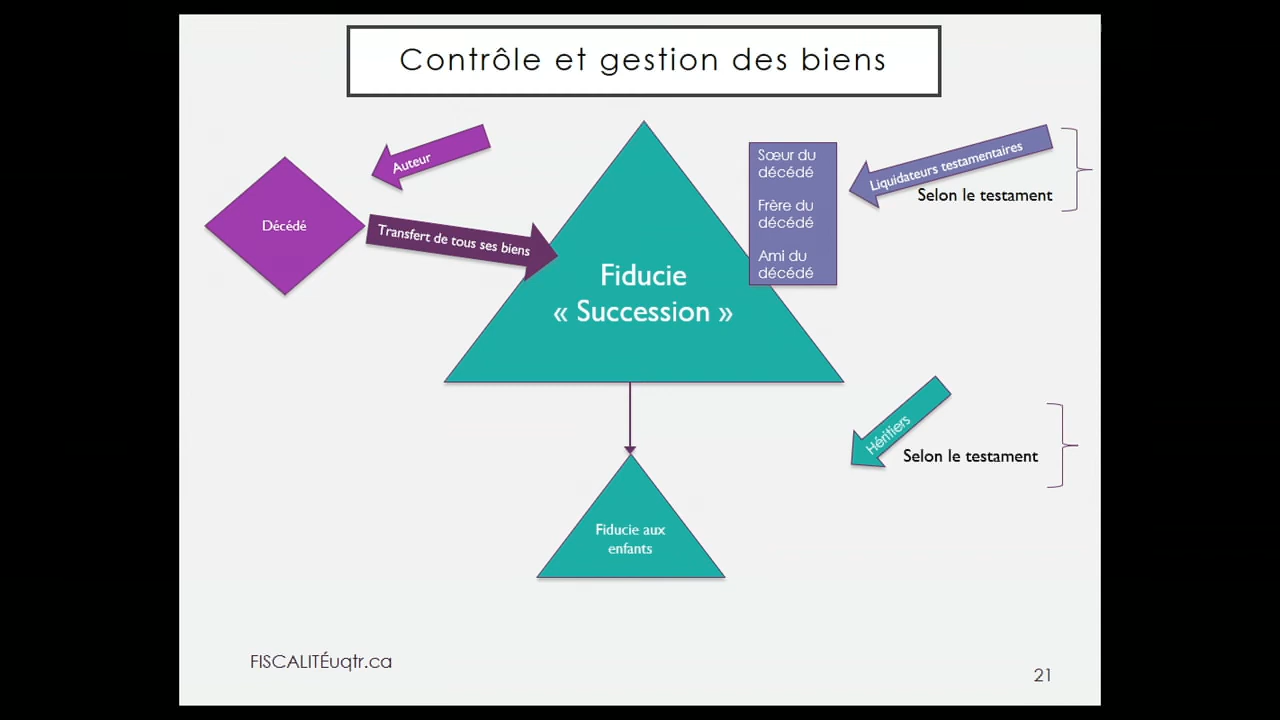 Contrôle et gestion des biens
Auteur
Décédé
Transfert de tous ses biens
Fiducie
« Succession »
Sœur du
décédé
Frère du
décédé
Ami du
décédé
Liquidateurs testamentaires
Selon le testament
Héritiers
Selon le testament
Fiducie aux
enfants
FISCALITÉuqtr.ca
21